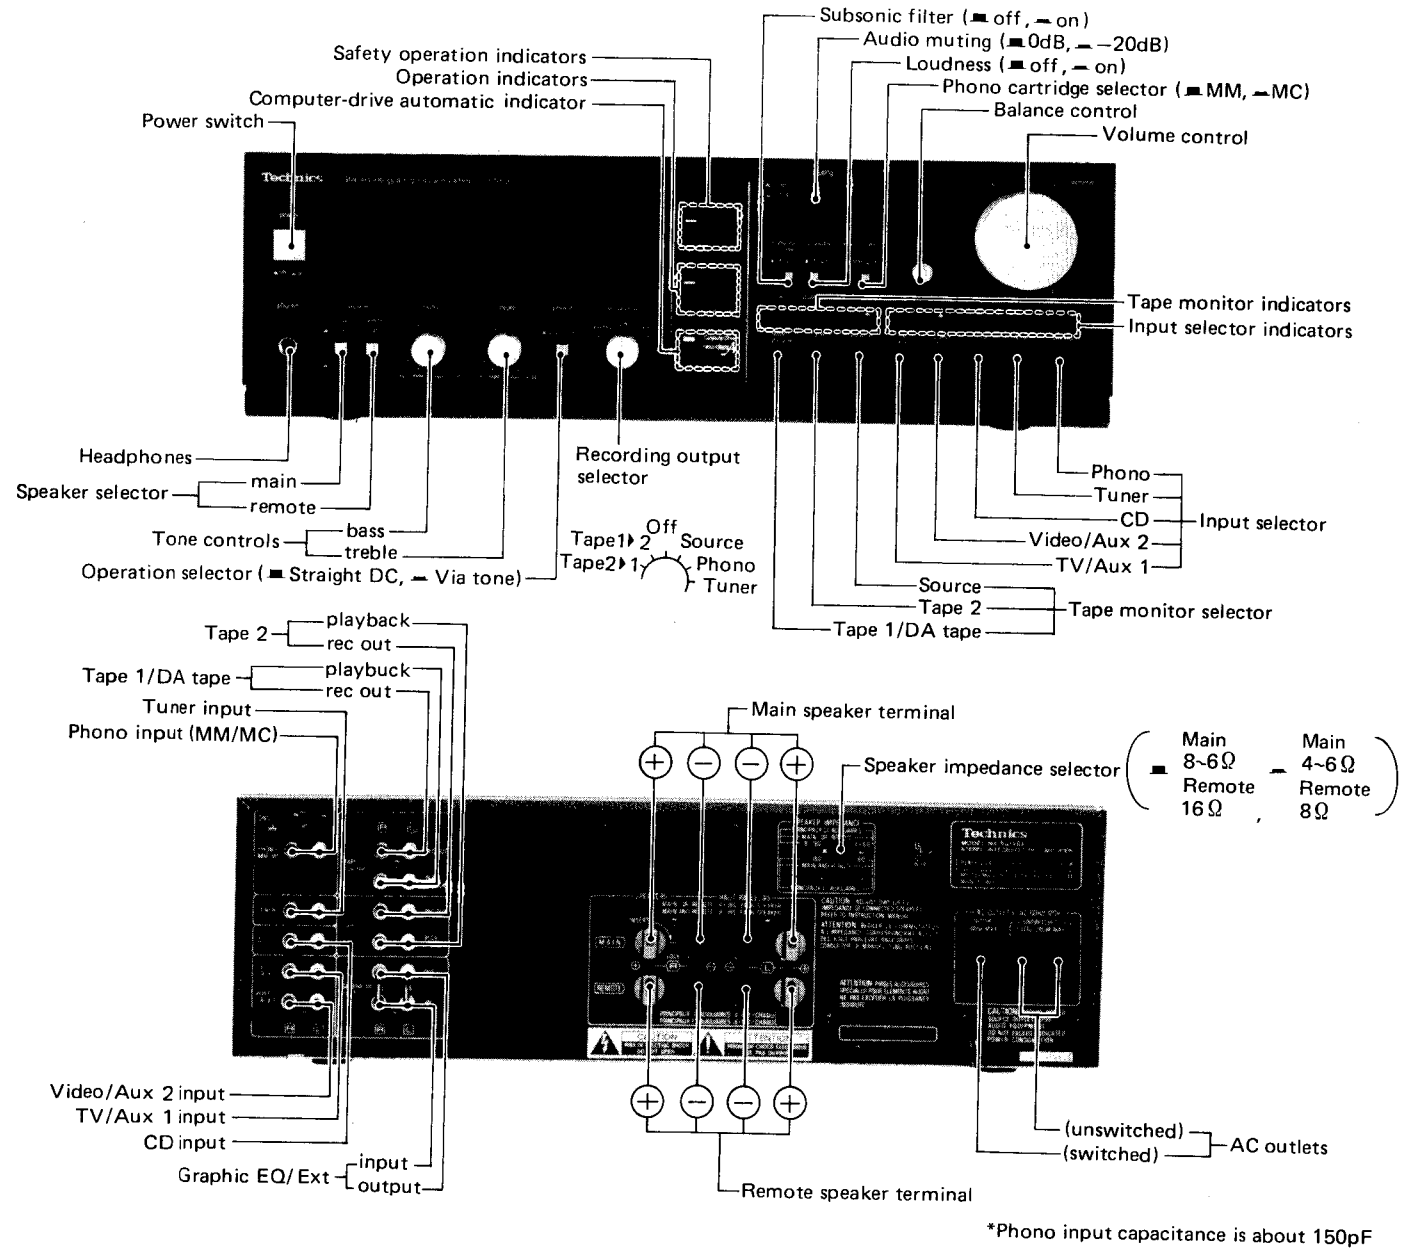 Subsonic filter (▀ off, ▂ on)
Audio muting (▀ 0dB, ▂ −20dB)
Loudness (▀ off, ▂ on)
Phono cartridge selector (▀ MM, ▂ MC)
Balance control
Volume control
Safety operation indicators
Operation indicators
Computer-drive automatic indicator
Power switch
Technics
Tape monitor indicators
Input selector indicators
Headphones
Speaker selector
main
remote
Tone controls
bass
treble
Operation selector (▀ Straight DC, ▂ Via tone)
Recording output
selector
Off
Tape1▶2
Source
Tape2▶1
Phono
Tuner
Phono
Tuner
CD
Video/Aux 2
TV/Aux 1
Input selector
Source
Tape 2
Tape 1/DA tape
Tape monitor selector
Tape 2
playback
rec out
Tape 1/DA tape
playbuck
rec out
Tuner input
Phono input (MM/MC)
Main speaker terminal
+ − − +
Speaker impedance selector
Main
8~6Ω
Remote
16Ω
,
Main
4~6Ω
Remote
8Ω
SPEAKER IMPEDANCE
Technics
MAIN
REMOTE
CAUTION
ATTENTION
+ − − +
Video/Aux 2 input
TV/Aux 1 input
CD input
Graphic EQ/Ext
input
output
Remote speaker terminal
(unswitched)
(switched)
AC outlets
*Phono input capacitance is about 150pF